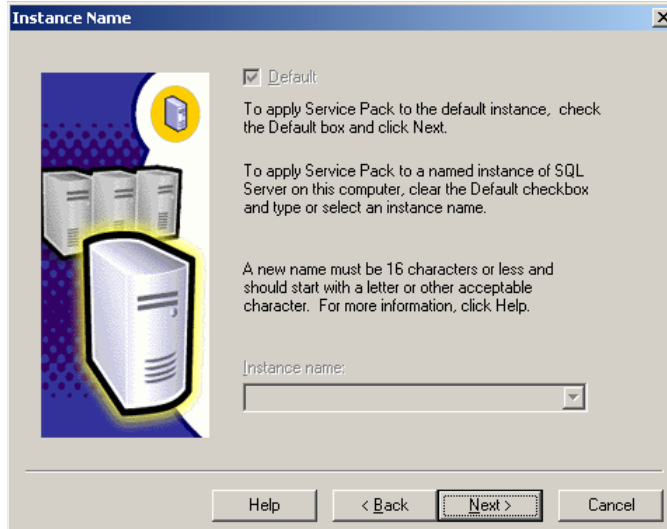 Instance Name
Default
To apply Service Pack to the default instance, check
the Default box and click Next.
To apply Service Pack to a named instance of SQL
Server on this computer, clear the Default checkbox
and type or select an instance name.
A new name must be 16 characters or less and
should start with a letter or other acceptable
character. For more information, click Help.
Instance name:
Help
< Back
Next >
Cancel